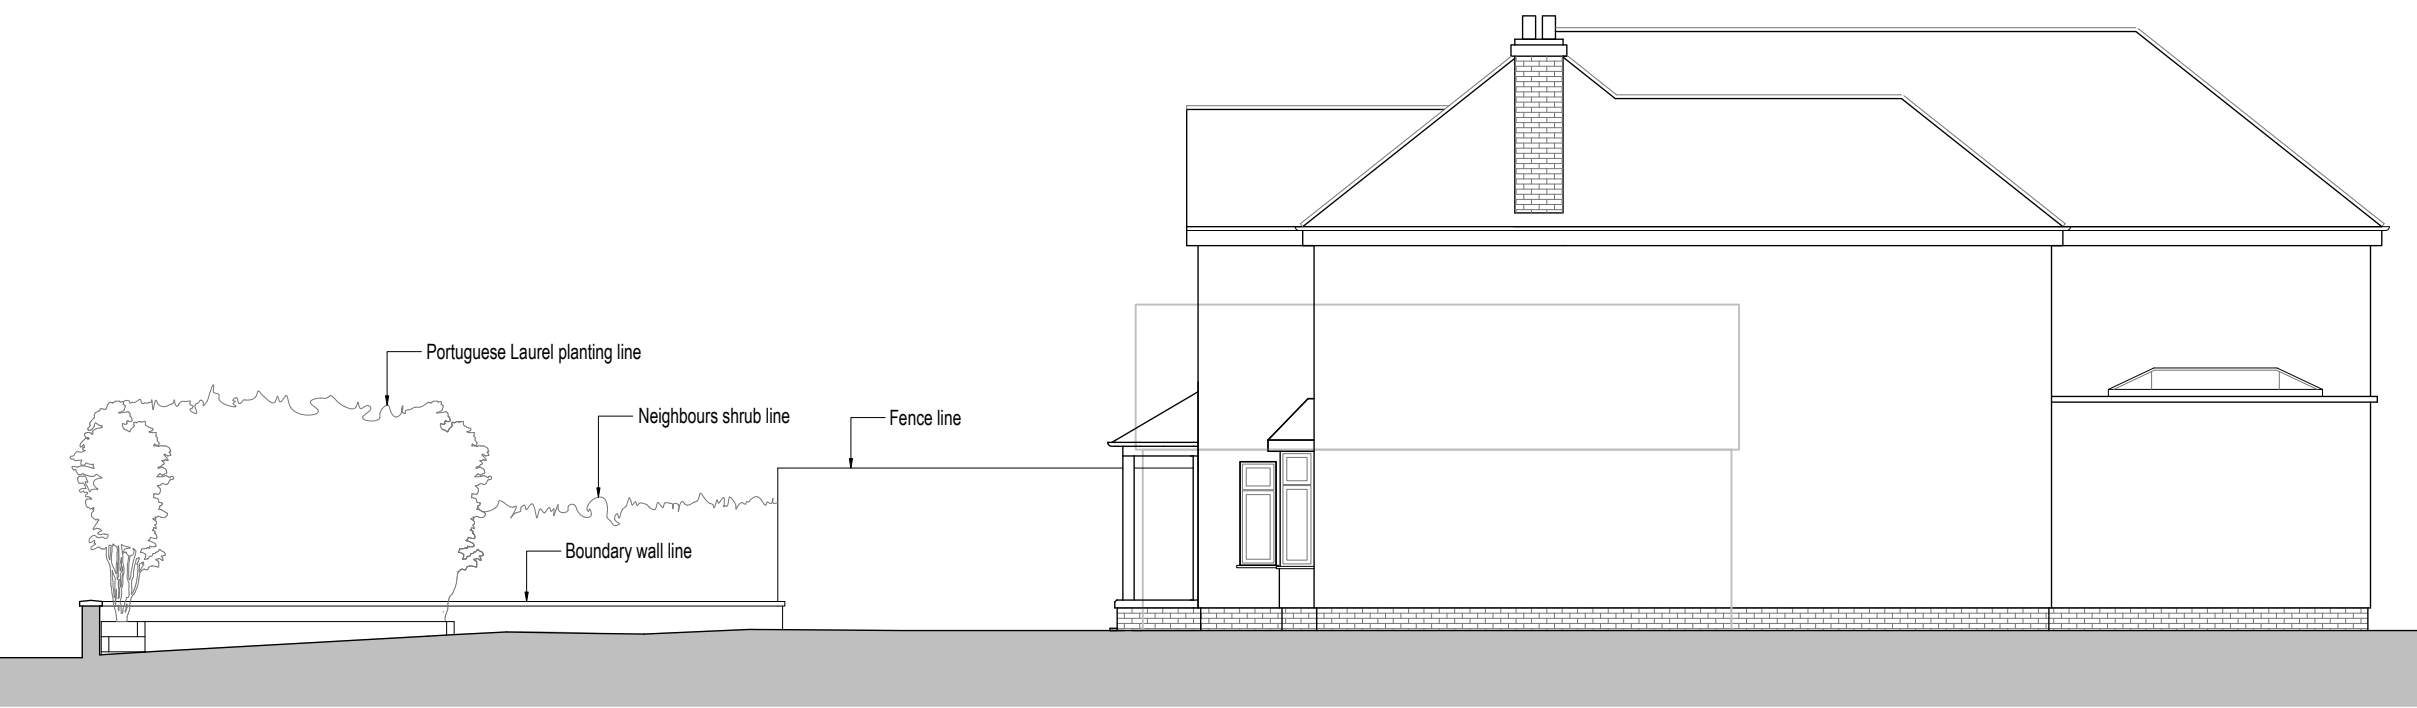 Portuguese Laurel planting line
Neighbours shrub line
Fence line
Boundary wall line